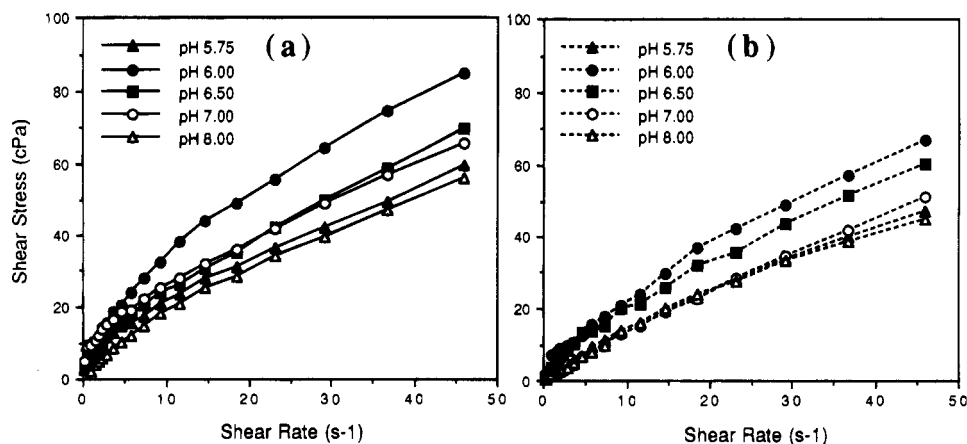 (a)
pH 5.75
pH 6.00
pH 6.50
pH 7.00
pH 8.00
Shear Stress (cPa)
100
80
60
40
20
0
0 10 20 30 40 50
Shear Rate (s-1)
(b)
pH 5.75
pH 6.00
pH 6.50
pH 7.00
pH 8.00
100
80
60
40
20
0
0 10 20 30 40 50
Shear Rate (s-1)